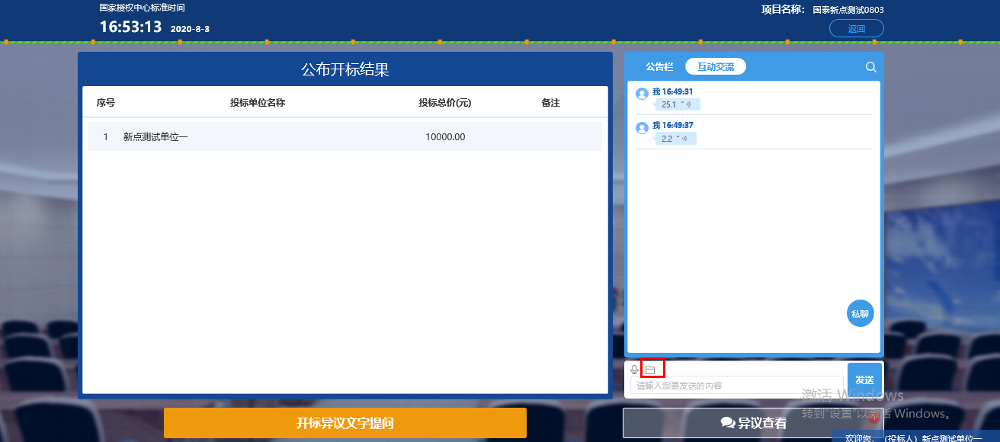 国家授权中心标准时间
16:53:13 2020-8-3
项目名称: 国泰新点测试0803
返回
公布开标结果
序号 投标单位名称 投标总价(元) 备注
1 新点测试单位一 10000.00
公告栏 互动交流
我 16:49:31
25.1 "
我 16:49:37
2.2 "
私聊
请输入您要发送的内容
发送
激活 Windows
转到"设置"以激活 Windows。
开标异议文字提问
异议查看
欢迎您, (投标人) 新点测试单位一